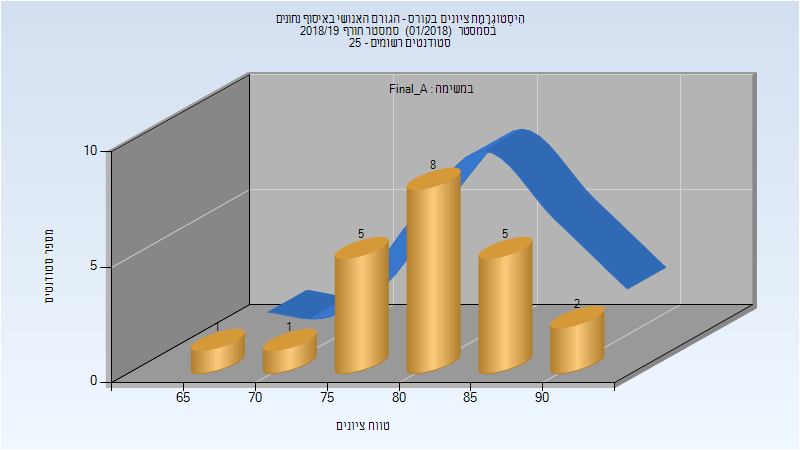 היסטוגרמת ציונים בקורס - הגורם האנושי באיסוף נתונים
בסמסטר (01/2018) סמסטר חורף 2018/19
סטודנטים רשומים - 25
במשימה : Final_A
מספר סטודנטים
10
5
0
1
1
5
8
5
2
65
70
75
80
85
90
טווח ציונים